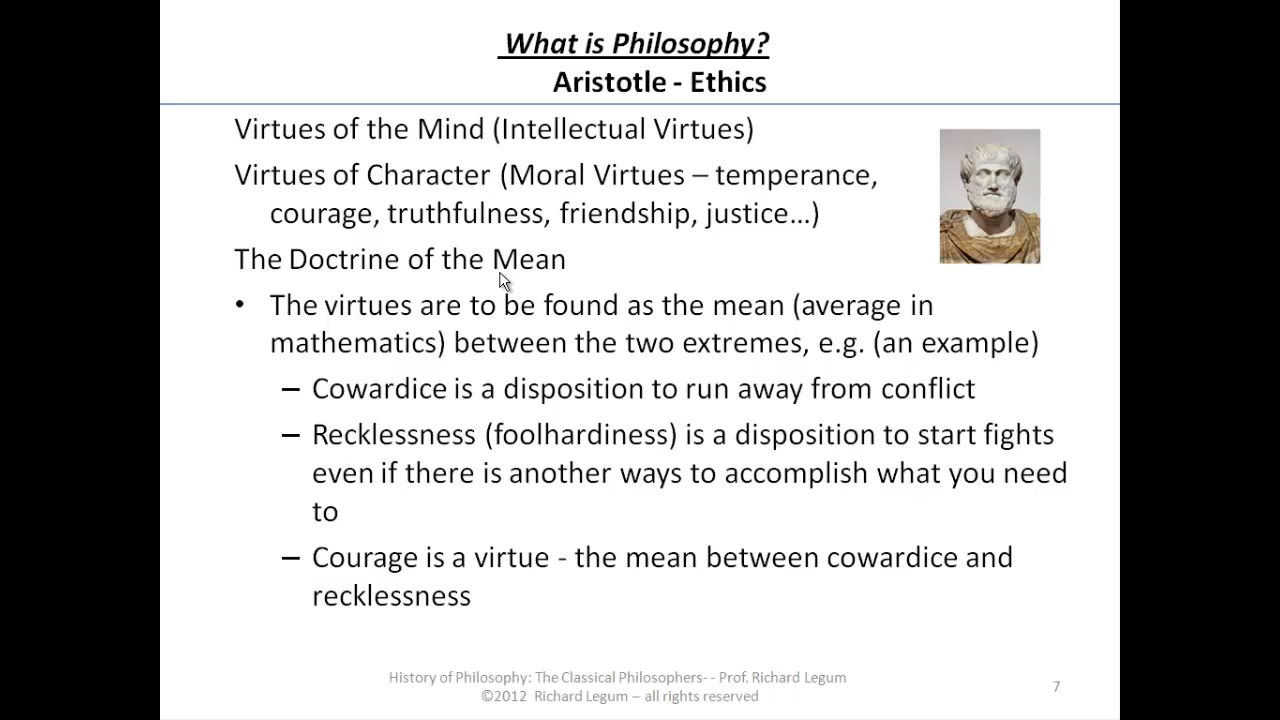 What is Philosophy?
Aristotle - Ethics
Virtues of the Mind (Intellectual Virtues)
Virtues of Character (Moral Virtues – temperance,
courage, truthfulness, friendship, justice…)
The Doctrine of the Mean
• The virtues are to be found as the mean (average in
mathematics) between the two extremes, e.g. (an example)
– Cowardice is a disposition to run away from conflict
– Recklessness (foolhardiness) is a disposition to start fights
even if there is another ways to accomplish what you need
to
– Courage is a virtue - the mean between cowardice and
recklessness
History of Philosophy: The Classical Philosophers- - Prof. Richard Legum
©2012 Richard Legum – all rights reserved
7